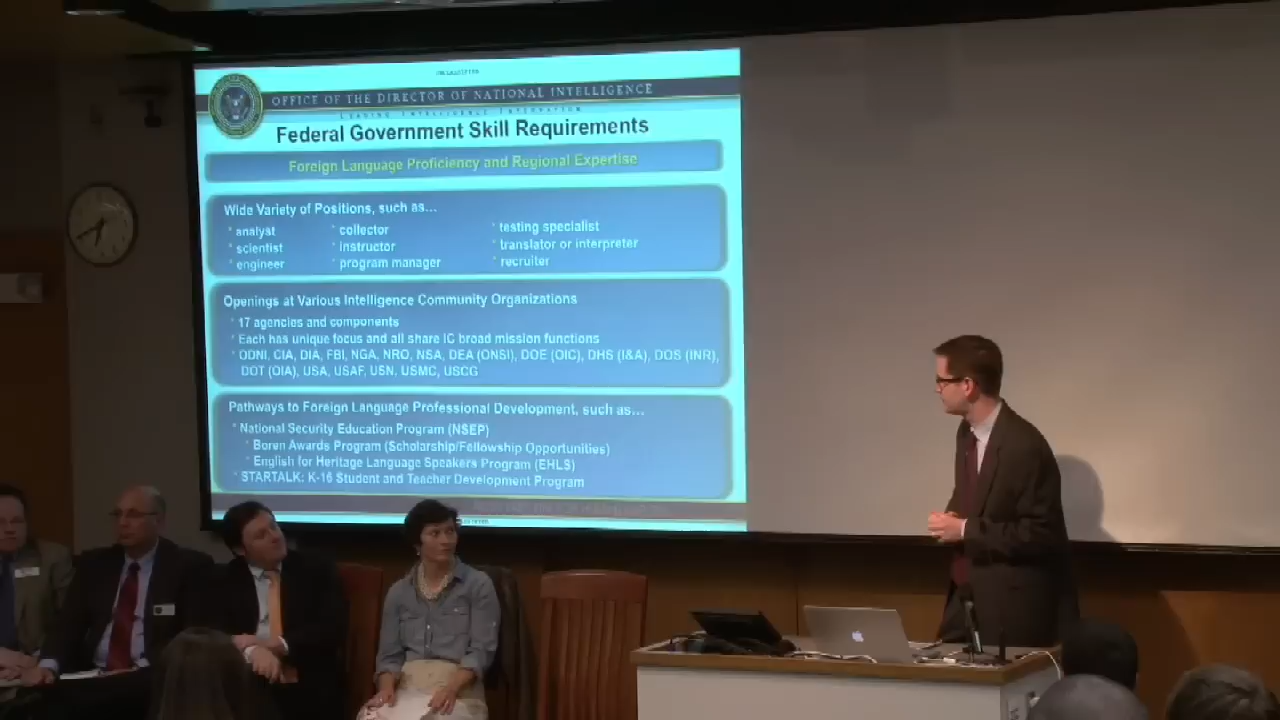 UNCLASSIFIED
OFFICE OF THE DIRECTOR OF NATIONAL INTELLIGENCE
LEADING INTELLIGENCE INTEGRATION
Federal Government Skill Requirements
Foreign Language Proficiency and Regional Expertise
Wide Variety of Positions, such as...
* analyst * collector * testing specialist
* scientist * instructor * translator or interpreter
* engineer * program manager * recruiter
Openings at Various Intelligence Community Organizations
* 17 agencies and components
* Each has unique focus and all share IC broad mission functions
* ODNI, CIA, DIA, FBI, NGA, NRO, NSA, DEA (ONSI), DOE (OIC), DHS (I&A), DOS (INR),
DOT (OIA), USA, USAF, USN, USMC, USCG
Pathways to Foreign Language Professional Development, such as...
* National Security Education Program (NSEP)
* Boren Awards Program (Scholarship/Fellowship Opportunities)
* English for Heritage Language Speakers Program (EHLS)
* STARTALK: K-16 Student and Teacher Development Program